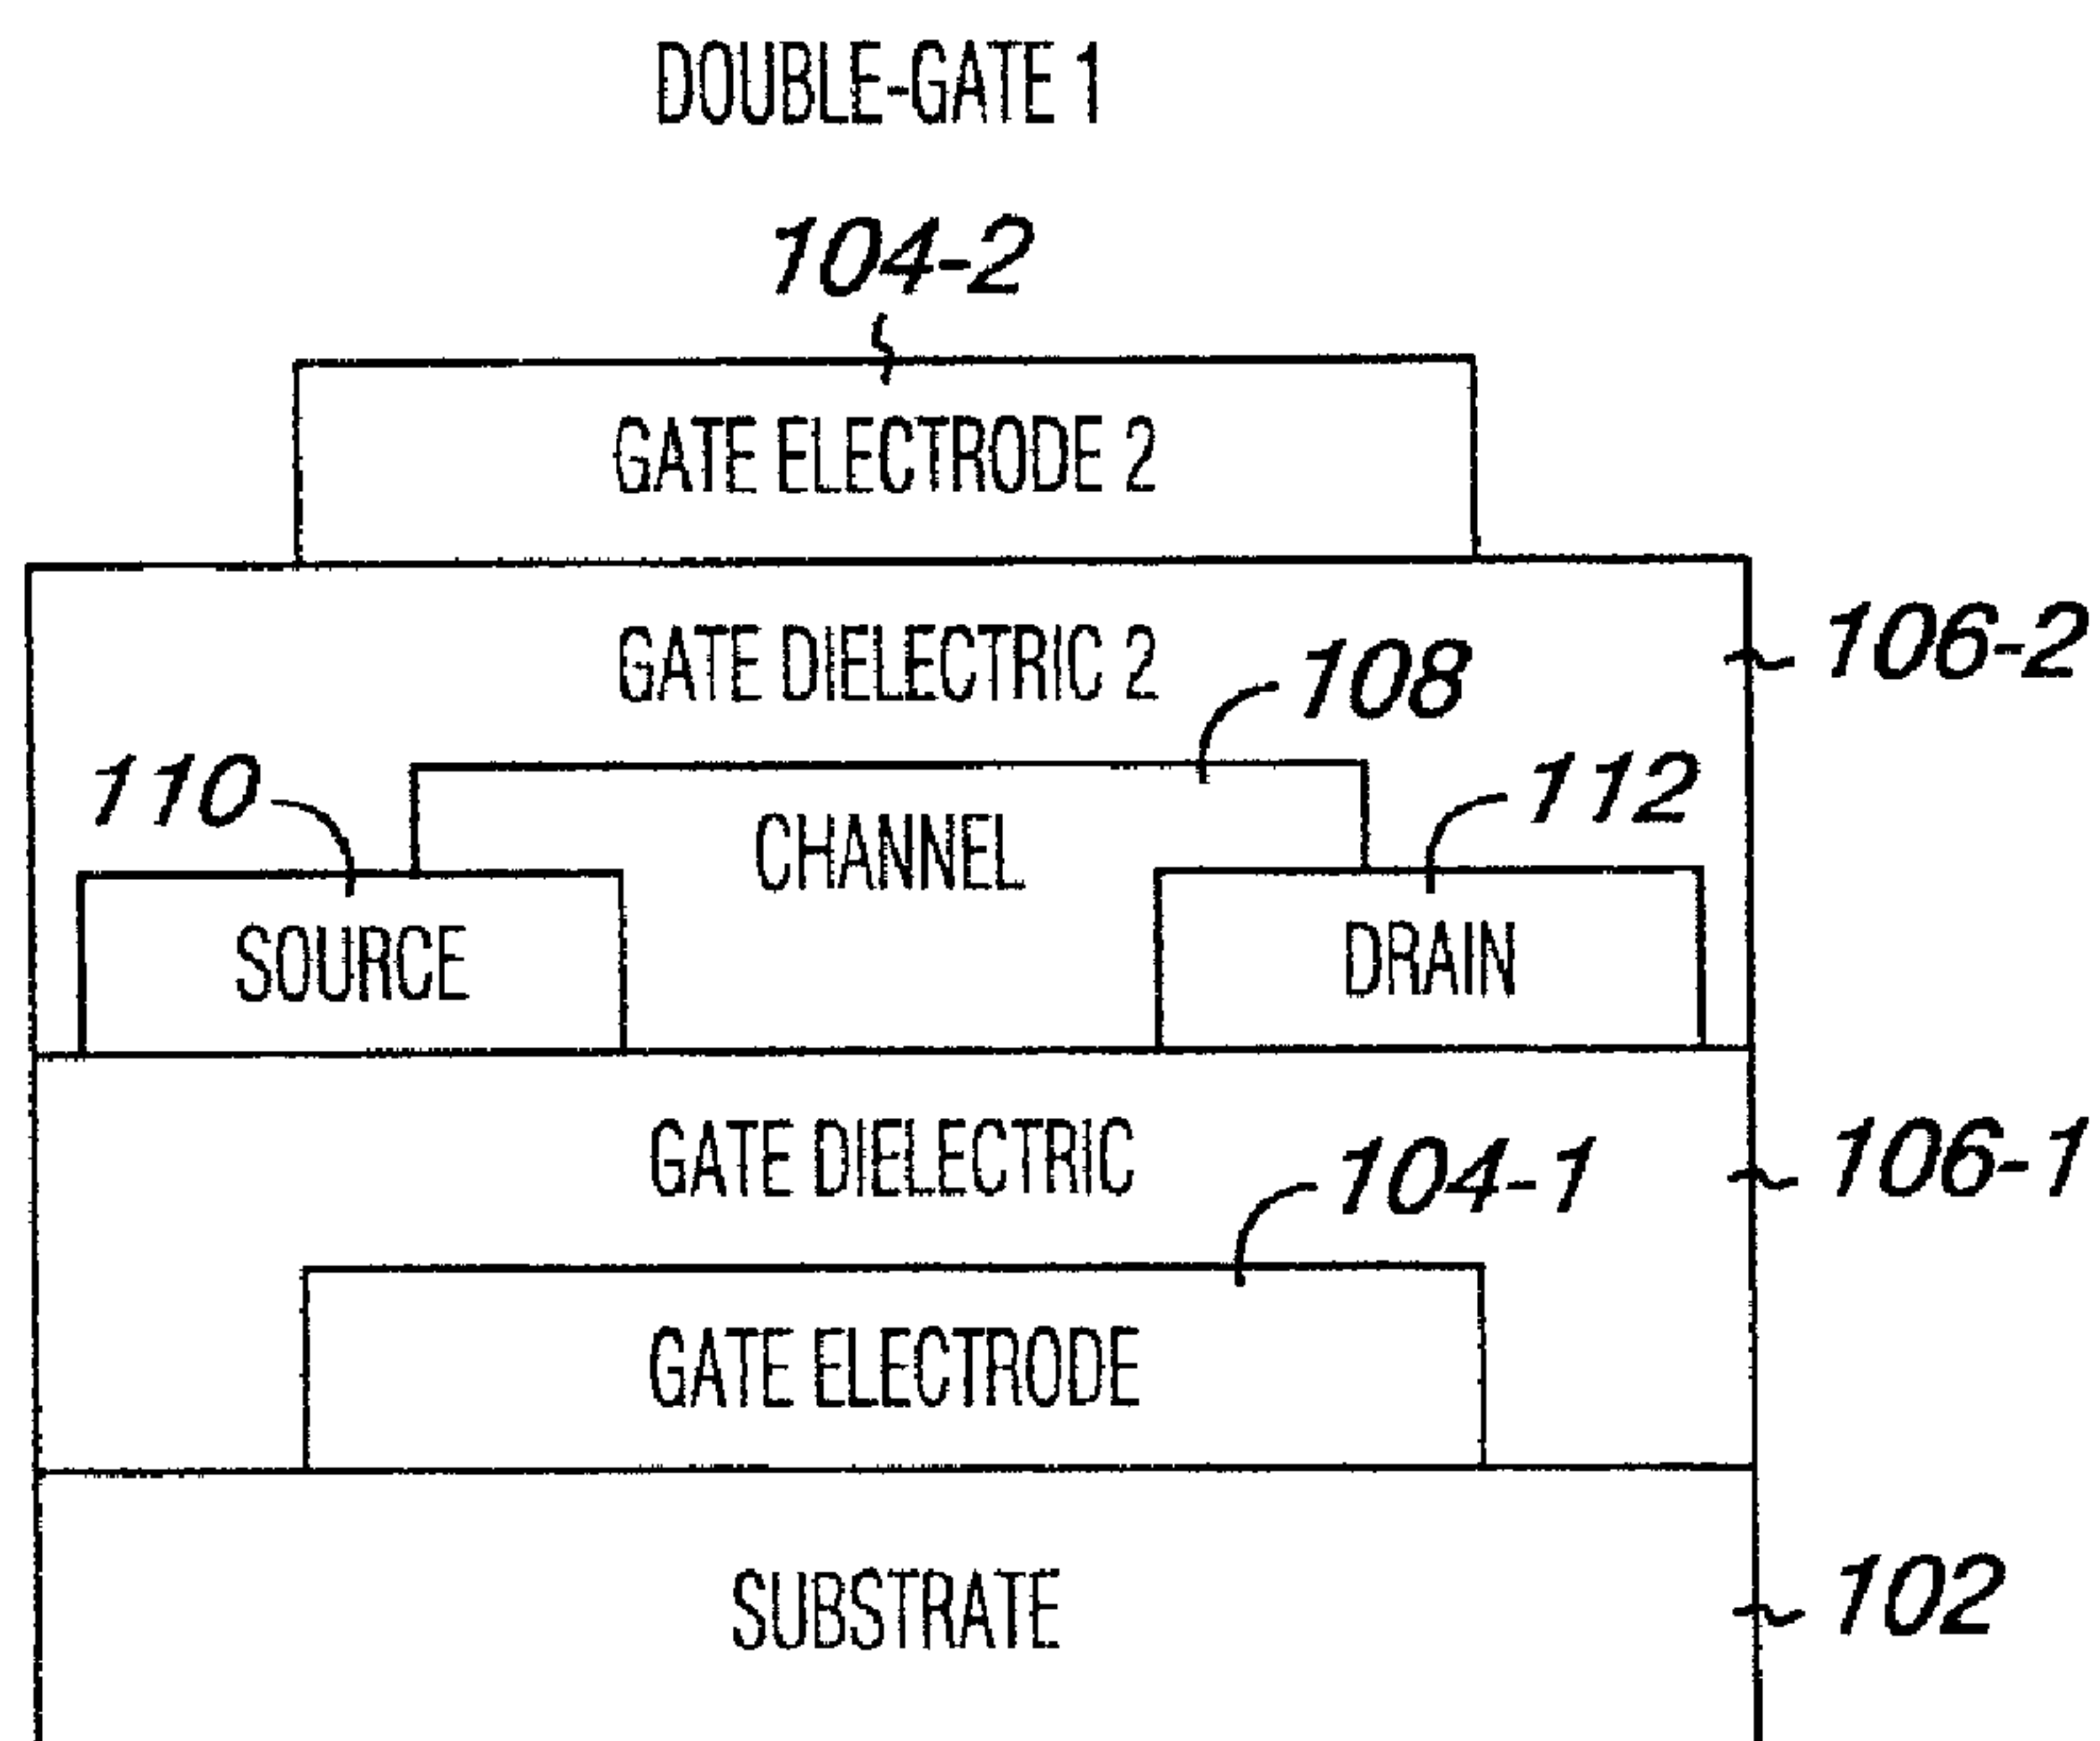 DOUBLE-GATE 1
104-2
GATE ELECTRODE 2
GATE DIELECTRIC 2
106-2
108
110
112
CHANNEL
SOURCE
DRAIN
GATE DIELECTRIC
104-1
106-1
GATE ELECTRODE
SUBSTRATE
102